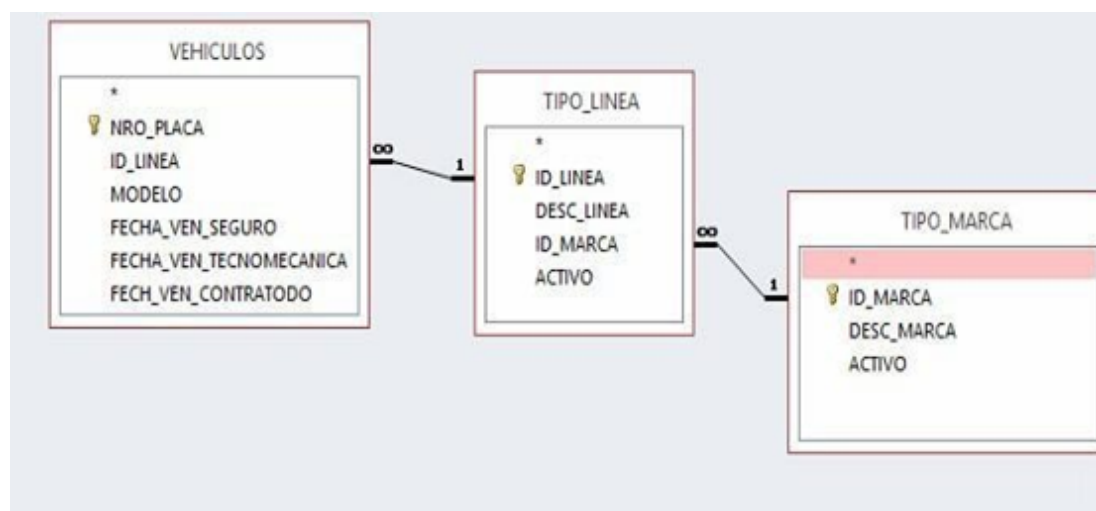 VEHICULOS
*
NRO_PLACA
ID_LINEA
MODELO
FECHA_VEN_SEGURO
FECHA_VEN_TECNOMECANICA
FECH_VEN_CONTRATODO
∞
1
TIPO_LINEA
*
ID_LINEA
DESC_LINEA
ID_MARCA
ACTIVO
∞
1
TIPO_MARCA
*
ID_MARCA
DESC_MARCA
ACTIVO